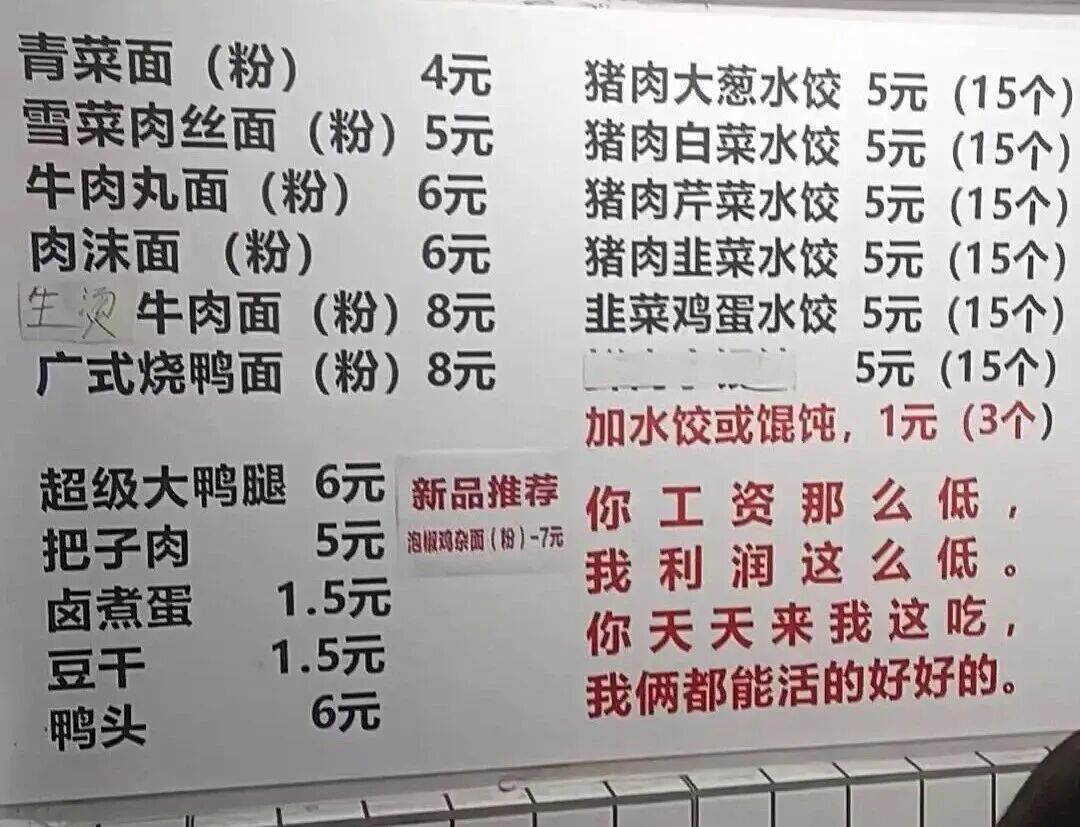 青菜面（粉） 4元
雪菜肉丝面（粉） 5元
牛肉丸面（粉） 6元
肉沫面（粉） 6元
生烫牛肉面（粉） 8元
广式烧鸭面（粉） 8元
超级大鸭腿 6元
把子肉 5元
卤煮蛋 1.5元
豆干 1.5元
鸭头 6元
新品推荐
泡椒鸡杂面（粉）-7元
猪肉大葱水饺 5元（15个）
猪肉白菜水饺 5元（15个）
猪肉芹菜水饺 5元（15个）
猪肉韭菜水饺 5元（15个）
韭菜鸡蛋水饺 5元（15个）
5元（15个）
加水饺或馄饨，1元（3个）
你工资那么低，
我利润这么低。
你天天来我这吃，
我俩都能活的好好的。